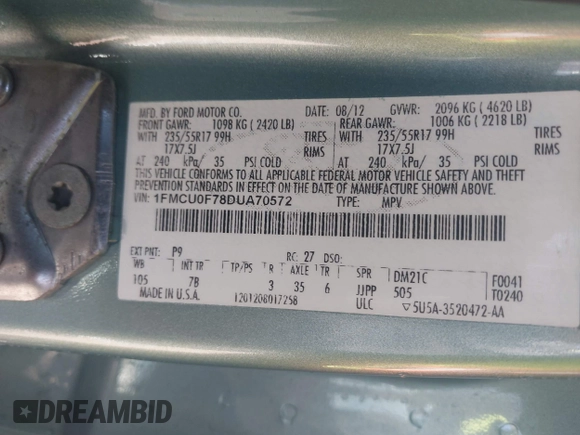 MFD. BY FORD MOTOR CO. DATE: 08/12 GVWR: 2096 KG ( 4620 LB)
FRONT GAWR: 1098 KG ( 2420 LB) REAR GAWR: 1006 KG ( 2218 LB)
WITH 235/55R17 99H TIRES WITH 235/55R17 99H TIRES
17X7.5J RIMS 17X7.5J RIMS
AT 240 kPa/ 35 PSI COLD AT 240 kPa/ 35 PSI COLD
THIS VEHICLE CONFORMS TO ALL APPLICABLE FEDERAL MOTOR VEHICLE SAFETY AND THEFT PREVENTION STANDARDS IN
EFFECT ON THE DATE OF MANUFACTURE SHOWN ABOVE.
VIN: 1FMCU0F78DUA70572 TYPE: MPV
EXT PNT: P9 RC: 27 DSO:
WB INT TR TP/PS R AXLE TR SPR DM21C F0041
105 7B 3 35 6 JJPP 505 T0240
MADE IN U.S.A. 1201208017258 ULC 5U5A-3520472-AA
DREAMBID